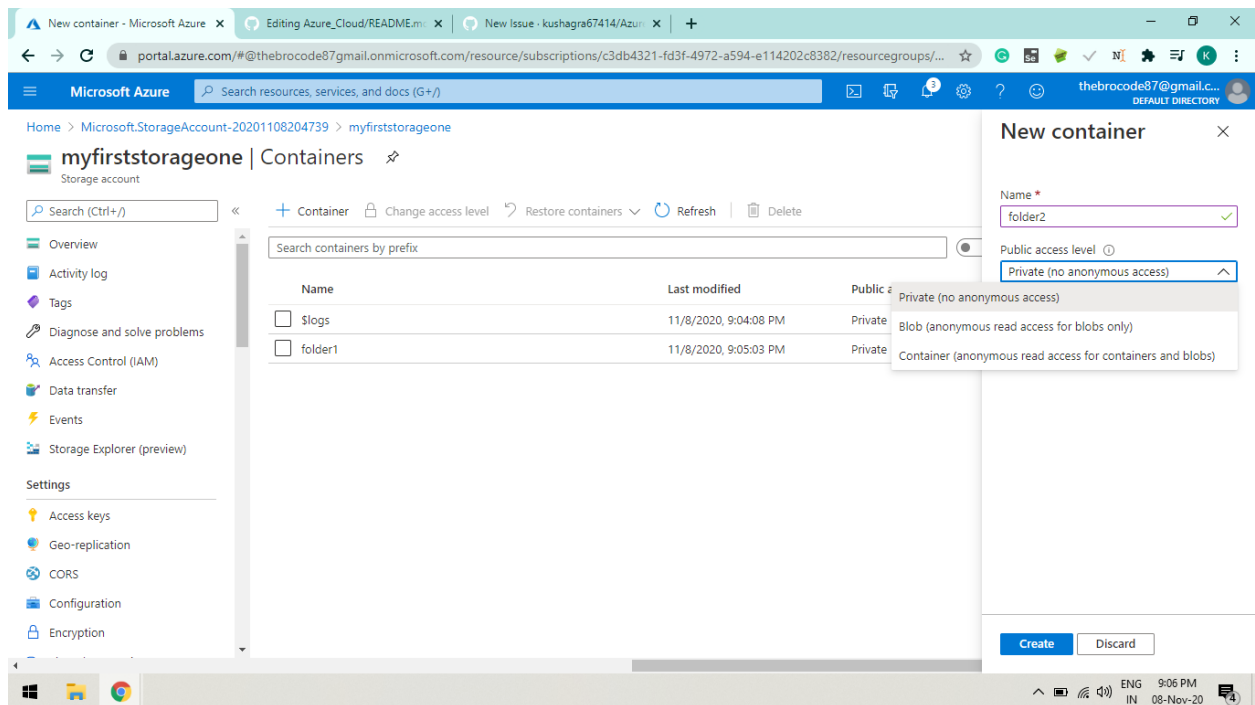 New container - Microsoft Azure
Editing Azure_Cloud/README.m
New Issue · kushagra67414/Azur
portal.azure.com/#@thebrocode87gmail.onmicrosoft.com/resource/subscriptions/c3db4321-fd3f-4972-a594-e114202c8382/resourcegroups/...
Microsoft Azure
Search resources, services, and docs (G+/)
3
thebrocode87@gmail.c...
DEFAULT DIRECTORY
Home > Microsoft.StorageAccount-20201108204739 > myfirststorageone
myfirststorageone | Containers
Storage account
Search (Ctrl+/)
«
Overview
Activity log
Tags
Diagnose and solve problems
Access Control (IAM)
Data transfer
Events
Storage Explorer (preview)
Settings
Access keys
Geo-replication
CORS
Configuration
Encryption
+ Container
Change access level
Restore containers
Refresh
Delete
Search containers by prefix
Name
Last modified
Public a
$logs
11/8/2020, 9:04:08 PM
Private
folder1
11/8/2020, 9:05:03 PM
Private
New container
Name *
folder2
Public access level
Private (no anonymous access)
Private (no anonymous access)
Blob (anonymous read access for blobs only)
Container (anonymous read access for containers and blobs)
Create
Discard
ENG
IN
9:06 PM
08-Nov-20
4